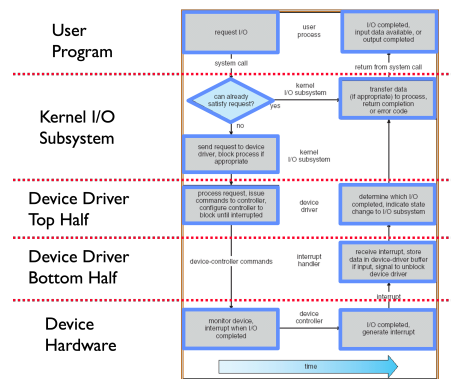 User
Program
request I/O
user
process
I/O completed,
input data available, or
output completed
system call
return from system call
Kernel I/O
Subsystem
can already
satisfy request?
yes
no
kernel
I/O subsystem
transfer data
(if appropriate) to process,
return completion
or error code
send request to device
driver, block process if
appropriate
kernel
I/O subsystem
Device Driver
Top Half
process request, issue
commands to controller,
configure controller to
block until interrupted
device
driver
determine which I/O
completed, indicate state
change to I/O subsystem
Device Driver
Bottom Half
device-controller commands
interrupt
handler
receive interrupt, store
data in device-driver buffer
if input, signal to unblock
device driver
interrupt
Device
Hardware
monitor device,
interrupt when I/O
completed
device
controller
I/O completed,
generate interrupt
time